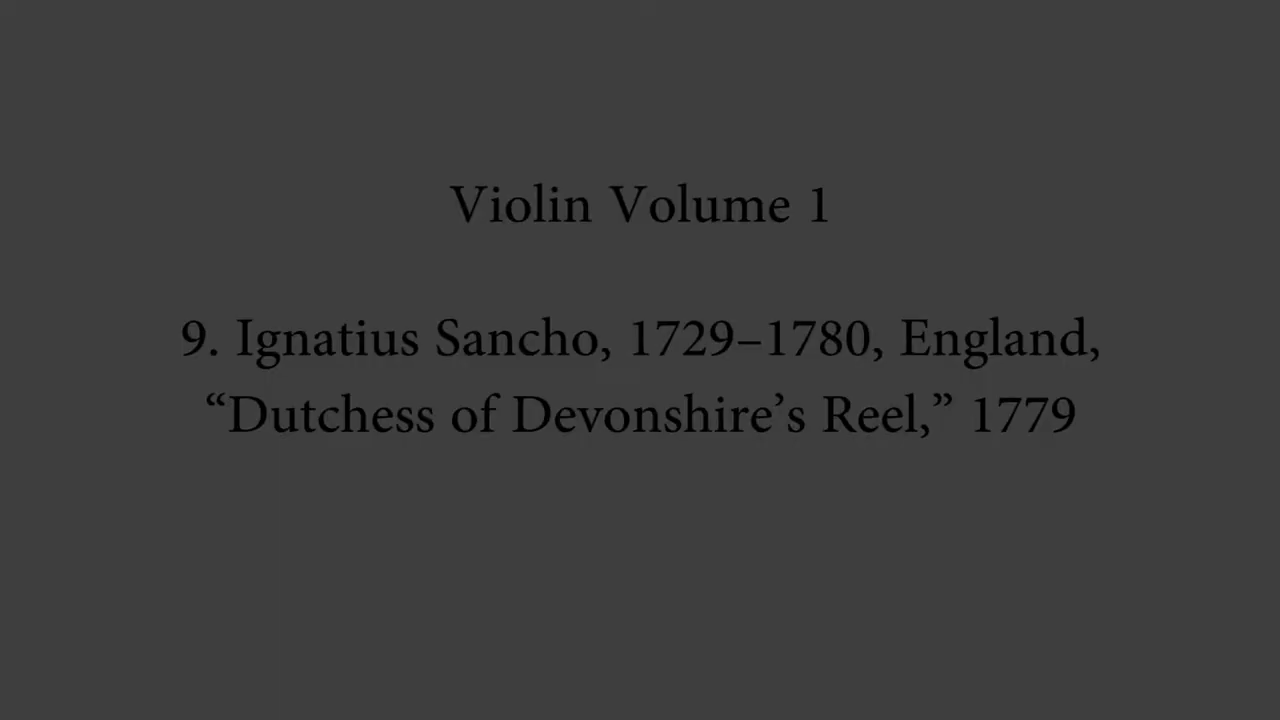 Violin Volume 1
9. Ignatius Sancho, 1729–1780, England,
“Dutchess of Devonshire’s Reel,” 1779